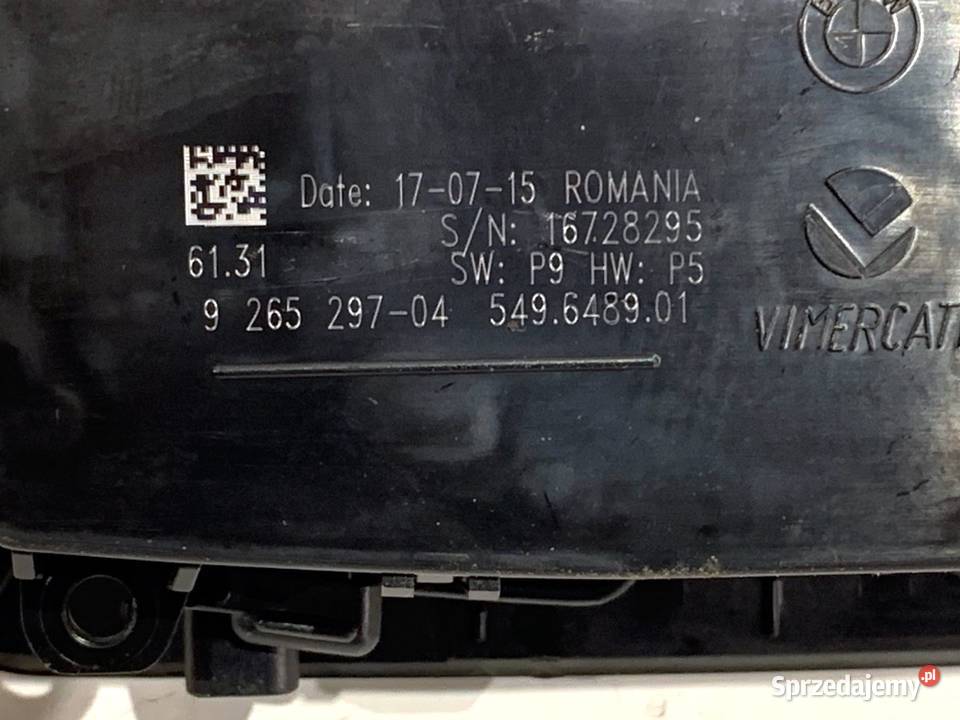 Date: 17-07-15 ROMANIA
S/N: 16728295
61.31 SW: P9 HW: P5
9 265 297-04 549.6489.01
VIMERCATI
Sprzedajemy.pl